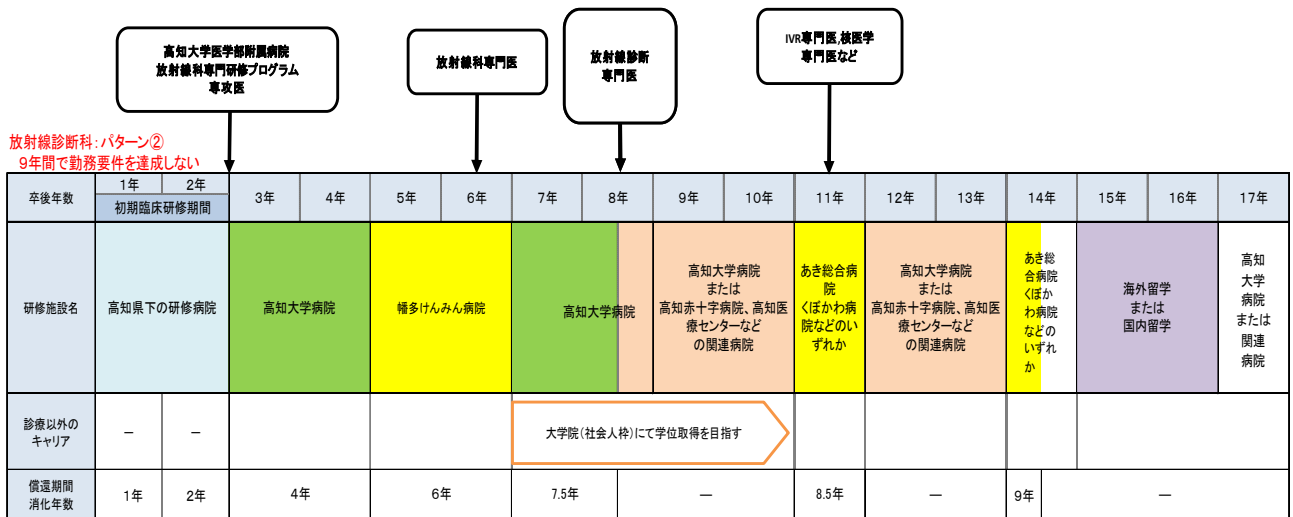 高知大学医学部附属病院
放射線科専門研修プログラム
専攻医
放射線科専門医
放射線診断
専門医
IVR専門医,核医学
専門医など
放射線診断科：パターン②
9年間で勤務要件を達成しない
卒後年数
1年
2年
初期臨床研修期間
3年
4年
5年
6年
7年
8年
9年
10年
11年
12年
13年
14年
15年
16年
17年
研修施設名
高知県下の研修病院
高知大学病院
幡多けんみん病院
高知大学病院
高知大学病院
または
高知赤十字病院、高知医
療センターなど
の関連病院
あき総合病
院
くぼかわ病
院などのい
ずれか
高知大学病院
または
高知赤十字病院、高知医
療センターなど
の関連病院
あき総
合病院
くぼか
わ病院
などの
いずれ
か
海外留学
または
国内留学
高知
大学
病院
または
関連
病院
診療以外の
キャリア
－
－
大学院（社会人枠）にて学位取得を目指す
償還期間
消化年数
1年
2年
4年
6年
7.5年
－
8.5年
－
9年
－